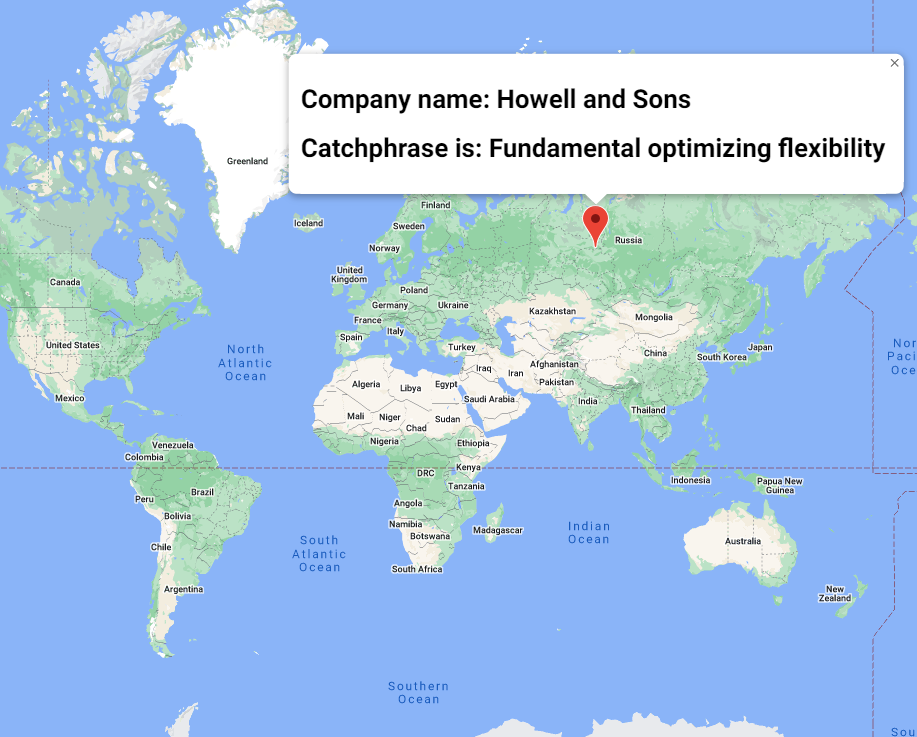 Company name: Howell and Sons
Catchphrase is: Fundamental optimizing flexibility
Greenland
Iceland
Finland
Sweden
Norway
Russia
United
Kingdom
Poland
Germany
Ukraine
France
Italy
Spain
Turkey
Kazakhstan
Mongolia
China
South Korea
Japan
Canada
United States
Mexico
North
Atlantic
Ocean
Algeria
Libya
Egypt
Iraq
Iran
Afghanistan
Pakistan
Saudi Arabia
India
Thailand
Mali
Niger
Chad
Sudan
Nigeria
Ethiopia
Venezuela
Colombia
DRC
Kenya
Tanzania
Indonesia
Papua New
Guinea
Peru
Brazil
Bolivia
Angola
Namibia
Botswana
Madagascar
Chile
South
Atlantic
Ocean
Indian
Ocean
Australia
South Africa
Argentina
New
Zealand
Southern
Ocean